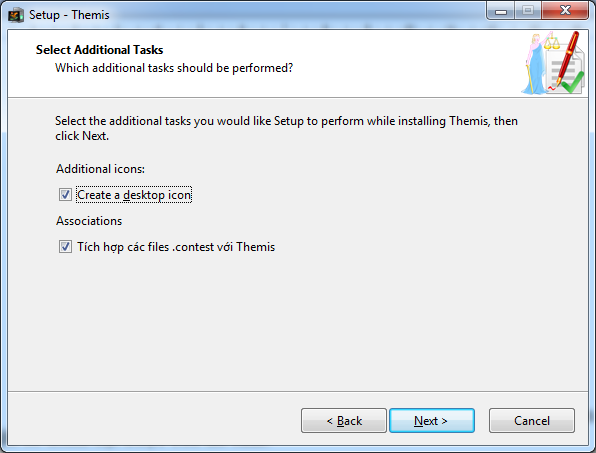 Setup - Themis
Select Additional Tasks
Which additional tasks should be performed?
Select the additional tasks you would like Setup to perform while installing Themis, then
click Next.
Additional icons:
Create a desktop icon
Associations
Tích hợp các files .contest với Themis
< Back
Next >
Cancel